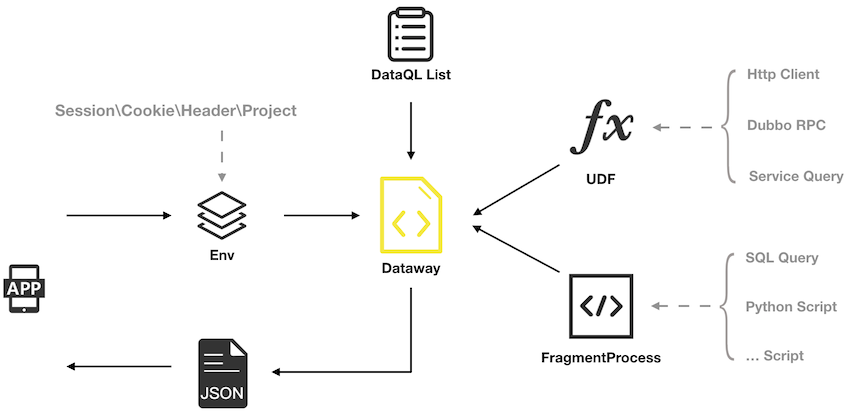 DataQL List
Session\Cookie\Header\Project
Http Client
Dubbo RPC
Service Query
fx
UDF
Env
Dataway
APP
SQL Query
Python Script
... Script
FragmentProcess
JSON